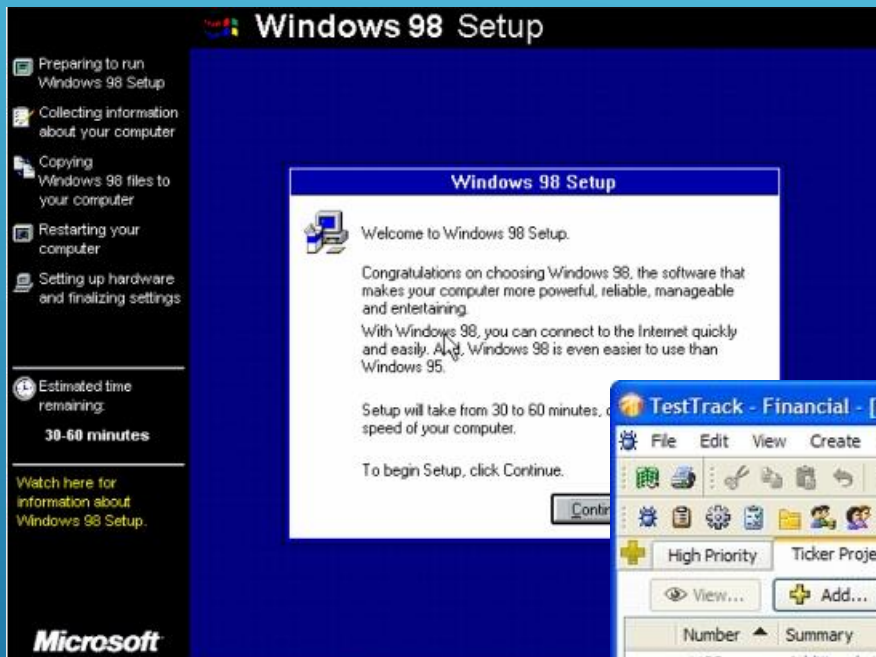 Windows 98 Setup
Preparing to run
Windows 98 Setup
Collecting information
about your computer
Copying
Windows 98 files to
your computer
Restarting your
computer
Setting up hardware
and finalizing settings
Estimated time
remaining:
30-60 minutes
Watch here for
information about
Windows 98 Setup.
Microsoft
Windows 98 Setup
Welcome to Windows 98 Setup.
Congratulations on choosing Windows 98, the software that
makes your computer more powerful, reliable, manageable
and entertaining.
With Windows 98, you can connect to the Internet quickly
and easily. And, Windows 98 is even easier to use than
Windows 95.
Setup will take from 30 to 60 minutes,
speed of your computer.
To begin Setup, click Continue.
Contin
TestTrack - Financial - [
File Edit View Create
High Priority Ticker Proje
View... Add...
Number Summary